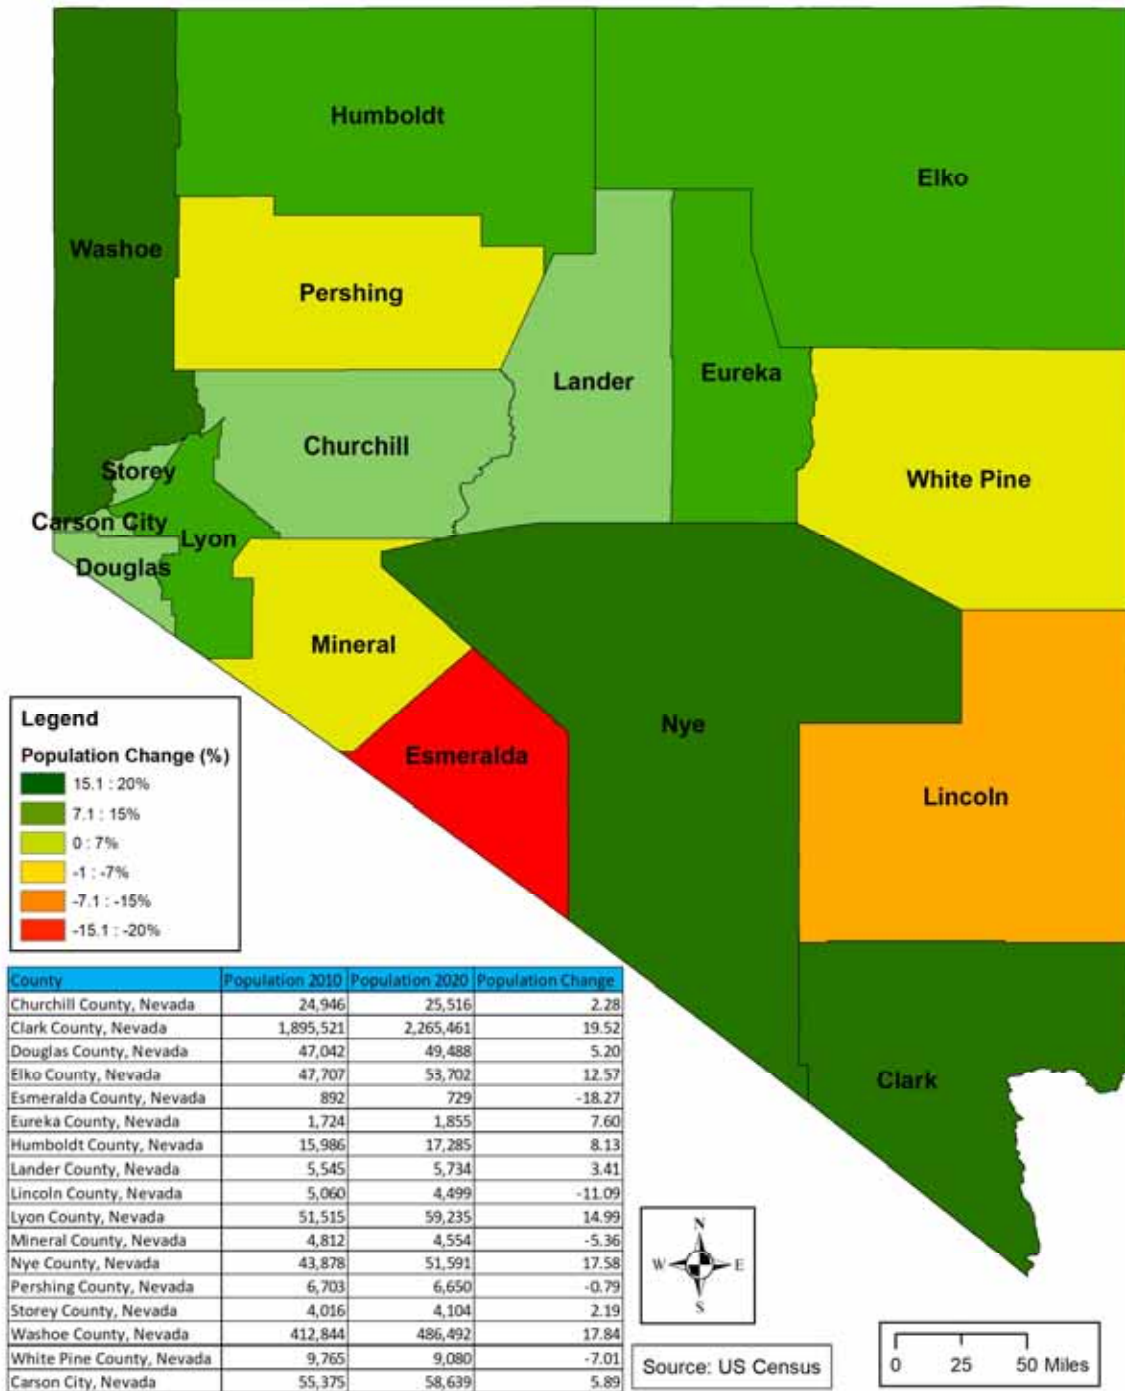 Humboldt
Elko
Washoe
Pershing
Lander
Eureka
Churchill
Storey
White Pine
Carson City
Lyon
Douglas
Mineral
Nye
Esmeralda
Lincoln
Clark
Legend
Population Change (%)
15.1 : 20%
7.1 : 15%
0 : 7%
-1 : -7%
-7.1 : -15%
-15.1 : -20%
County Population 2010 Population 2020 Population Change
Churchill County, Nevada 24,946 25,516 2.28
Clark County, Nevada 1,895,521 2,265,461 19.52
Douglas County, Nevada 47,042 49,488 5.20
Elko County, Nevada 47,707 53,702 12.57
Esmeralda County, Nevada 892 729 -18.27
Eureka County, Nevada 1,724 1,855 7.60
Humboldt County, Nevada 15,986 17,285 8.13
Lander County, Nevada 5,545 5,734 3.41
Lincoln County, Nevada 5,060 4,499 -11.09
Lyon County, Nevada 51,515 59,235 14.99
Mineral County, Nevada 4,812 4,554 -5.36
Nye County, Nevada 43,878 51,591 17.58
Pershing County, Nevada 6,703 6,650 -0.79
Storey County, Nevada 4,016 4,104 2.19
Washoe County, Nevada 412,844 486,492 17.84
White Pine County, Nevada 9,765 9,080 -7.01
Carson City, Nevada 55,375 58,639 5.89
N
W E
S
Source: US Census
0 25 50 Miles